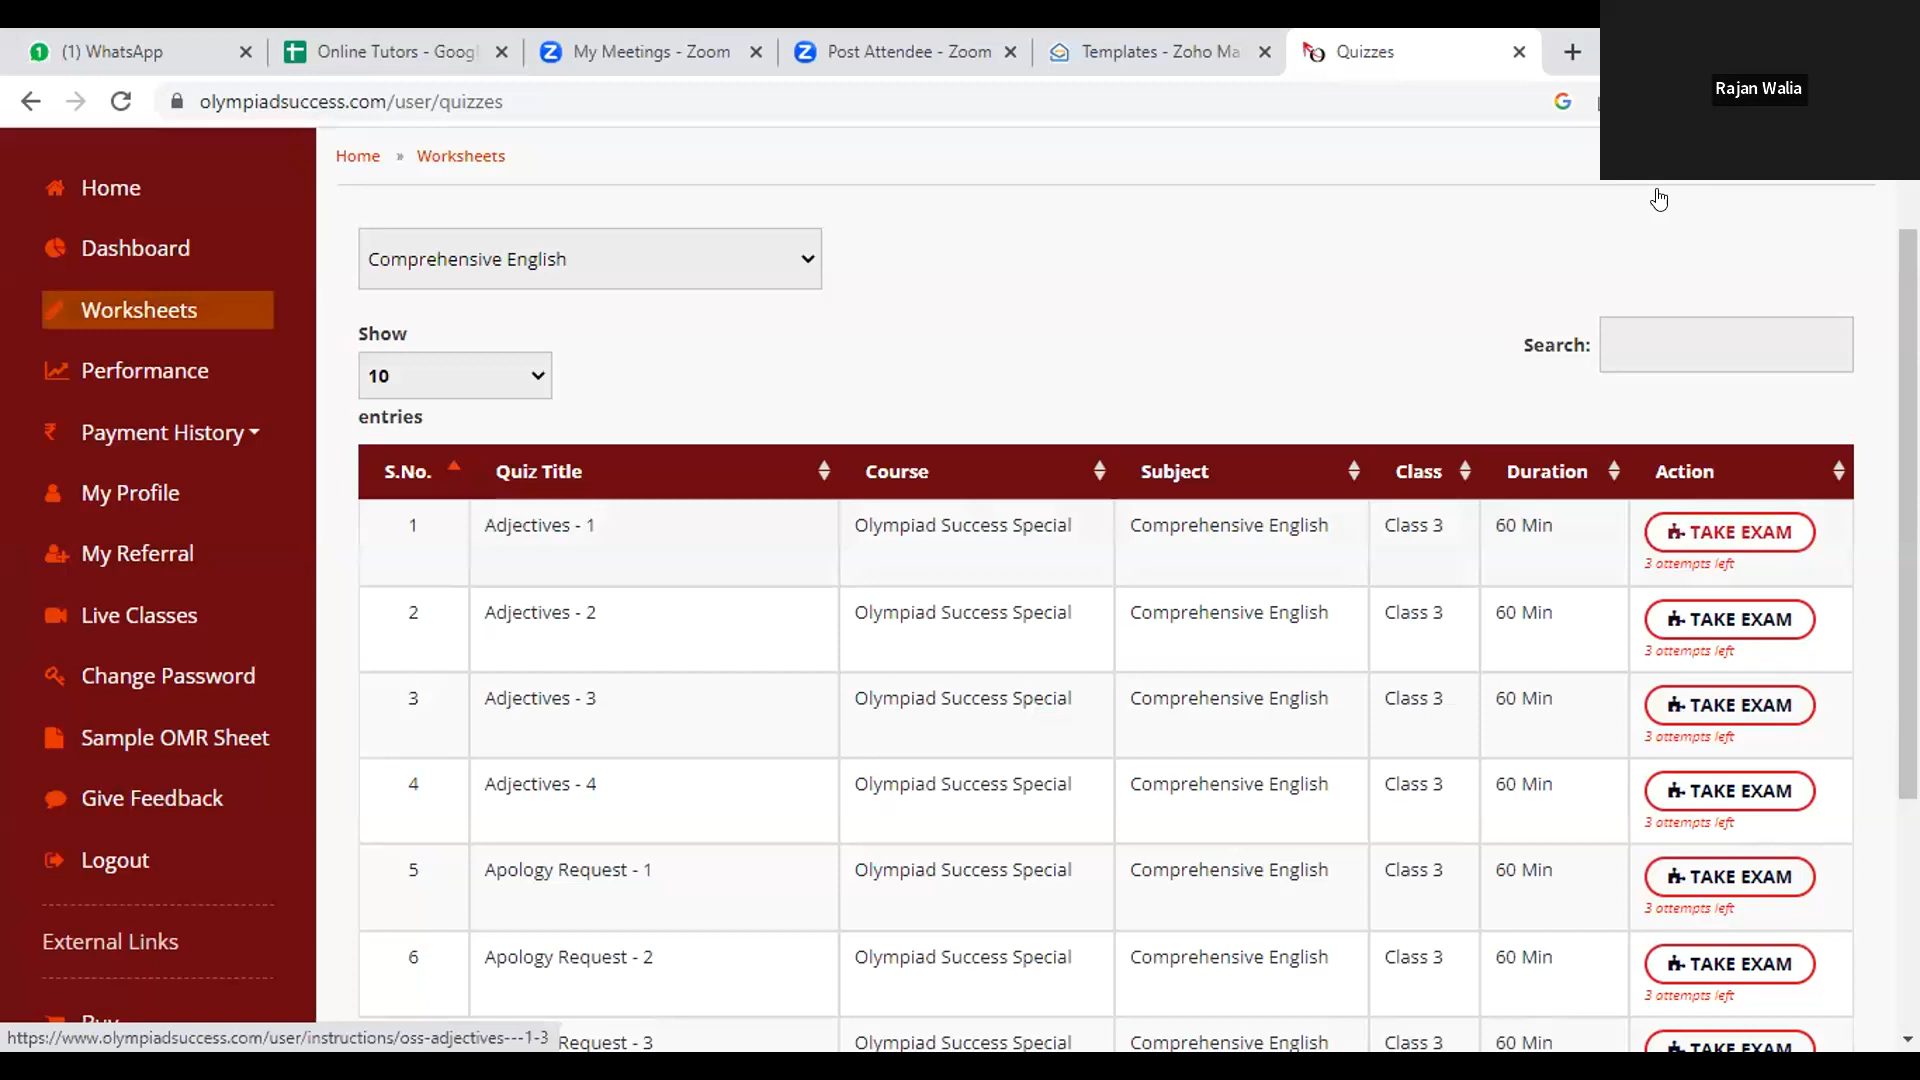 (1) WhatsApp
Online Tutors - Googl
My Meetings - Zoom
Post Attendee - Zoom
Templates - Zoho Ma
Quizzes
olympiadsuccess.com/user/quizzes
Rajan Walia
Home
Dashboard
Worksheets
Performance
Payment History
My Profile
My Referral
Live Classes
Change Password
Sample OMR Sheet
Give Feedback
Logout
External Links
Buy
Home » Worksheets
Comprehensive English
Show
10
entries
Search:
S.No. Quiz Title Course Subject Class Duration Action
1 Adjectives - 1 Olympiad Success Special Comprehensive English Class 3 60 Min TAKE EXAM
3 attempts left
2 Adjectives - 2 Olympiad Success Special Comprehensive English Class 3 60 Min TAKE EXAM
3 attempts left
3 Adjectives - 3 Olympiad Success Special Comprehensive English Class 3 60 Min TAKE EXAM
3 attempts left
4 Adjectives - 4 Olympiad Success Special Comprehensive English Class 3 60 Min TAKE EXAM
3 attempts left
5 Apology Request - 1 Olympiad Success Special Comprehensive English Class 3 60 Min TAKE EXAM
3 attempts left
6 Apology Request - 2 Olympiad Success Special Comprehensive English Class 3 60 Min TAKE EXAM
3 attempts left
Request - 3 Olympiad Success Special Comprehensive English Class 3 60 Min TAKE EXAM
https://www.olympiadsuccess.com/user/instructions/oss-adjectives---1-3